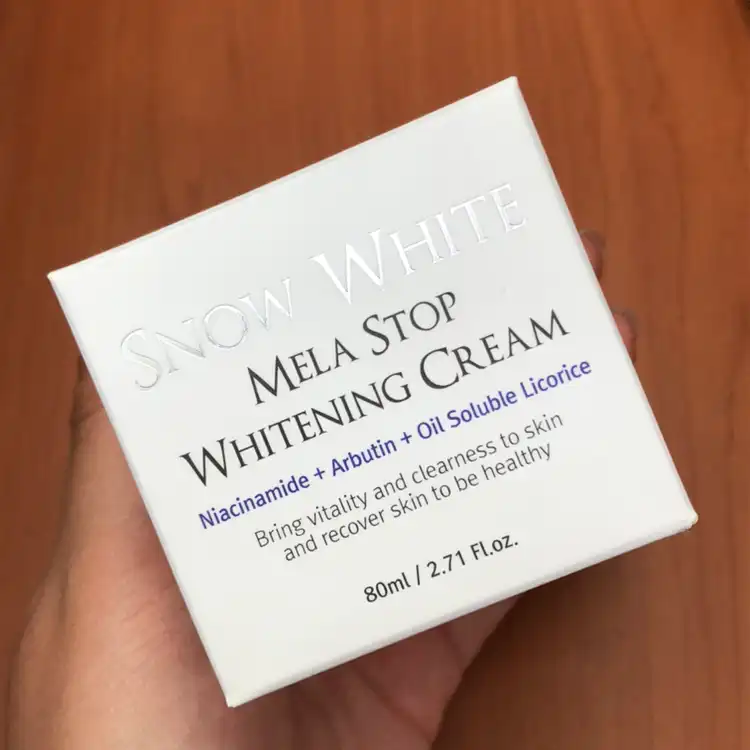 SNOW WHITE
MELA STOP
WHITENING CREAM
Niacinamide + Arbutin + Oil Soluble Licorice
Bring vitality and clearness to skin
and recover skin to be healthy
80ml / 2.71 Fl.oz.